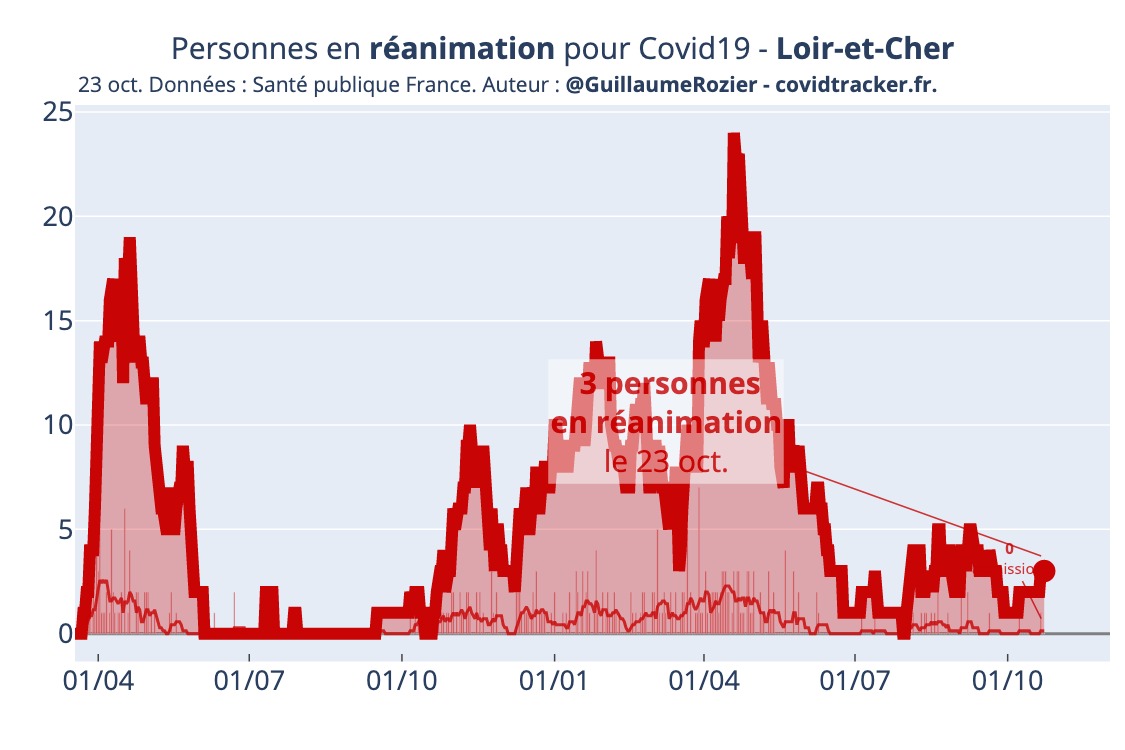 Personnes en réanimation pour Covid19 - Loir-et-Cher
23 oct. Données : Santé publique France. Auteur : @GuillaumeRozier - covidtracker.fr.
25
20
15
10
5
0
3 personnes
en réanimation
le 23 oct.
0
01/04
01/07
01/10
01/01
01/04
01/07
01/10